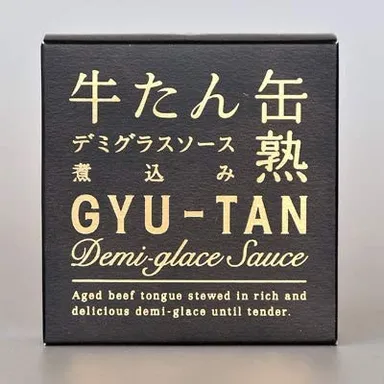 牛たん缶熟
デミグラスソース
煮込み
GYU-TAN
Demi-glace Sauce
Aged beef tongue stewed in rich and
delicious demi-glace until tender.